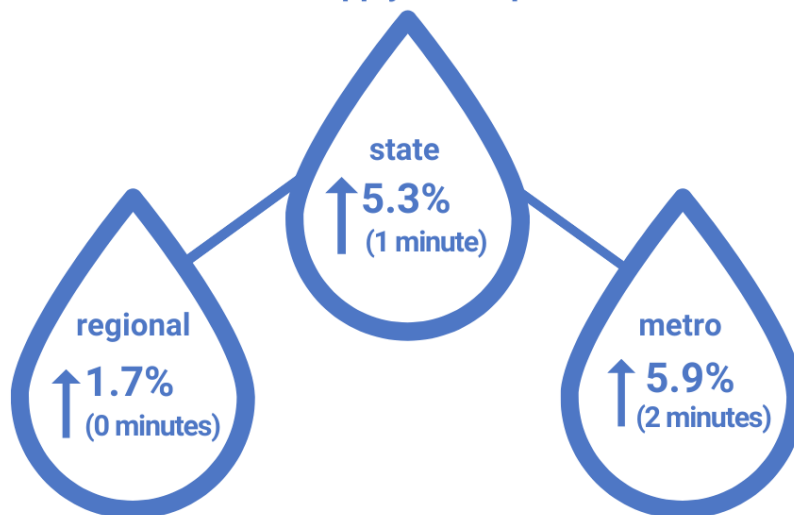 state
5.3%
(1 minute)
regional
1.7%
(0 minutes)
metro
5.9%
(2 minutes)